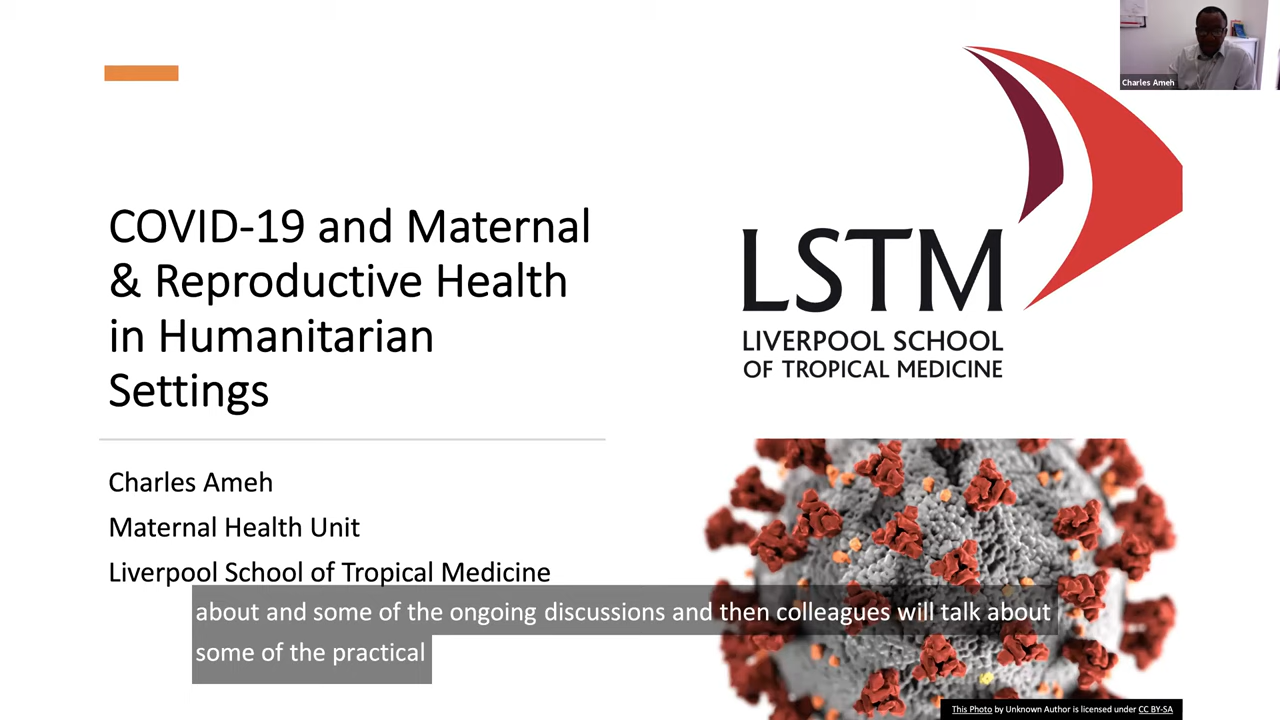 Charles Ameh
COVID-19 and Maternal
& Reproductive Health
in Humanitarian
Settings
LSTM
LIVERPOOL SCHOOL
OF TROPICAL MEDICINE
Charles Ameh
Maternal Health Unit
Liverpool School of Tropical Medicine
about and some of the ongoing discussions and then colleagues will talk about
some of the practical
This Photo by Unknown Author is licensed under CC BY-SA